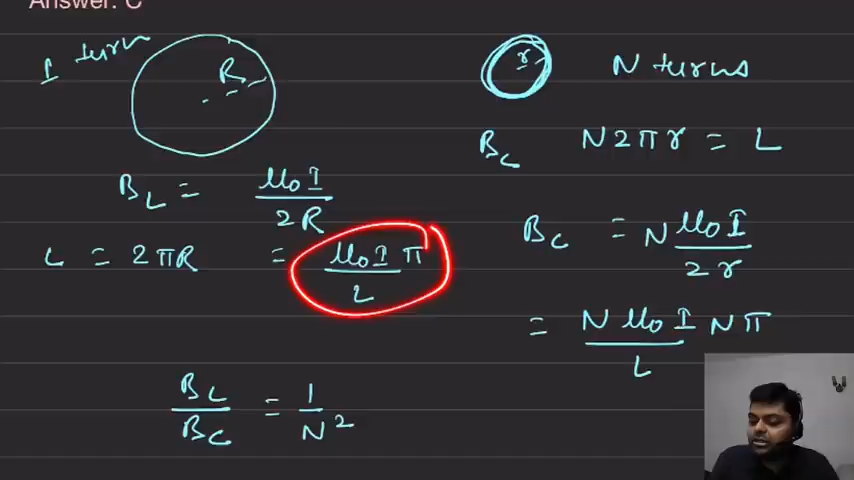 Answer: C
1 turn
R
r
N turns
B_L = μ₀I / 2R
B_C
N2πr = L
L = 2πR
= μ₀Iπ / L
B_C = N μ₀I / 2r
= Nμ₀I Nπ / L
B_L / B_C = 1 / N²